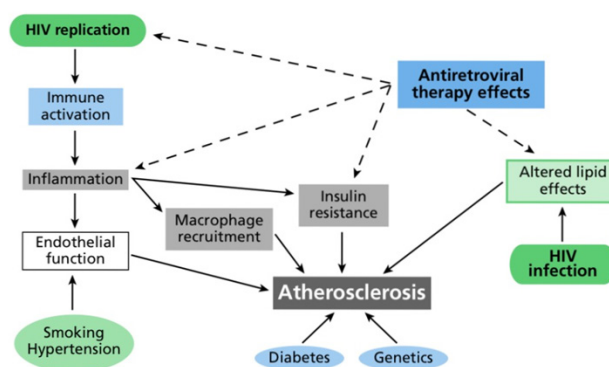 HIV replication
Antiretroviral
therapy effects
Immune
activation
Inflammation
Altered lipid
effects
Insulin
resistance
Macrophage
recruitment
Endothelial
function
HIV
infection
Atherosclerosis
Smoking
Hypertension
Diabetes
Genetics